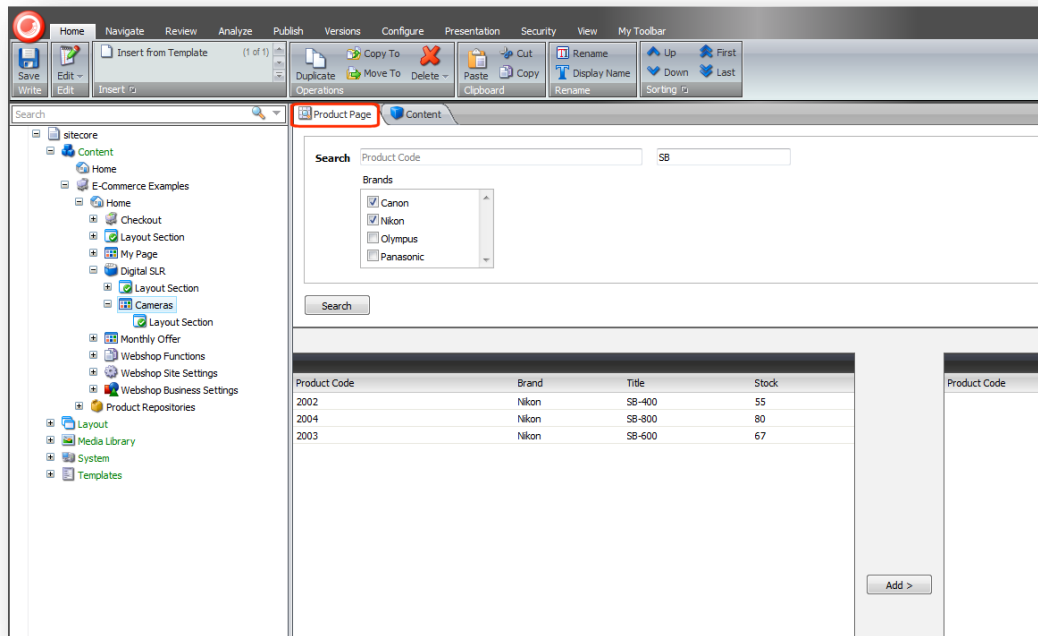 Home Navigate Review Analyze Publish Versions Configure Presentation Security View My Toolbar
Save
Write
Edit
Edit
Insert from Template (1 of 1)
Insert
Duplicate
Copy To
Move To
Delete
Operations
Paste
Cut
Copy
Clipboard
Rename
Display Name
Rename
Up
Down
First
Last
Sorting
Search
sitecore
Content
Home
E-Commerce Examples
Home
Checkout
Layout Section
My Page
Digital SLR
Layout Section
Cameras
Layout Section
Monthly Offer
Webshop Functions
Webshop Site Settings
Webshop Business Settings
Product Repositories
Layout
Media Library
System
Templates
Product Page Content
Search Product Code SB
Brands
Canon
Nikon
Olympus
Panasonic
Search
Product Code Brand Title Stock
2002 Nikon SB-400 55
2004 Nikon SB-800 80
2003 Nikon SB-600 67
Add >
Product Code